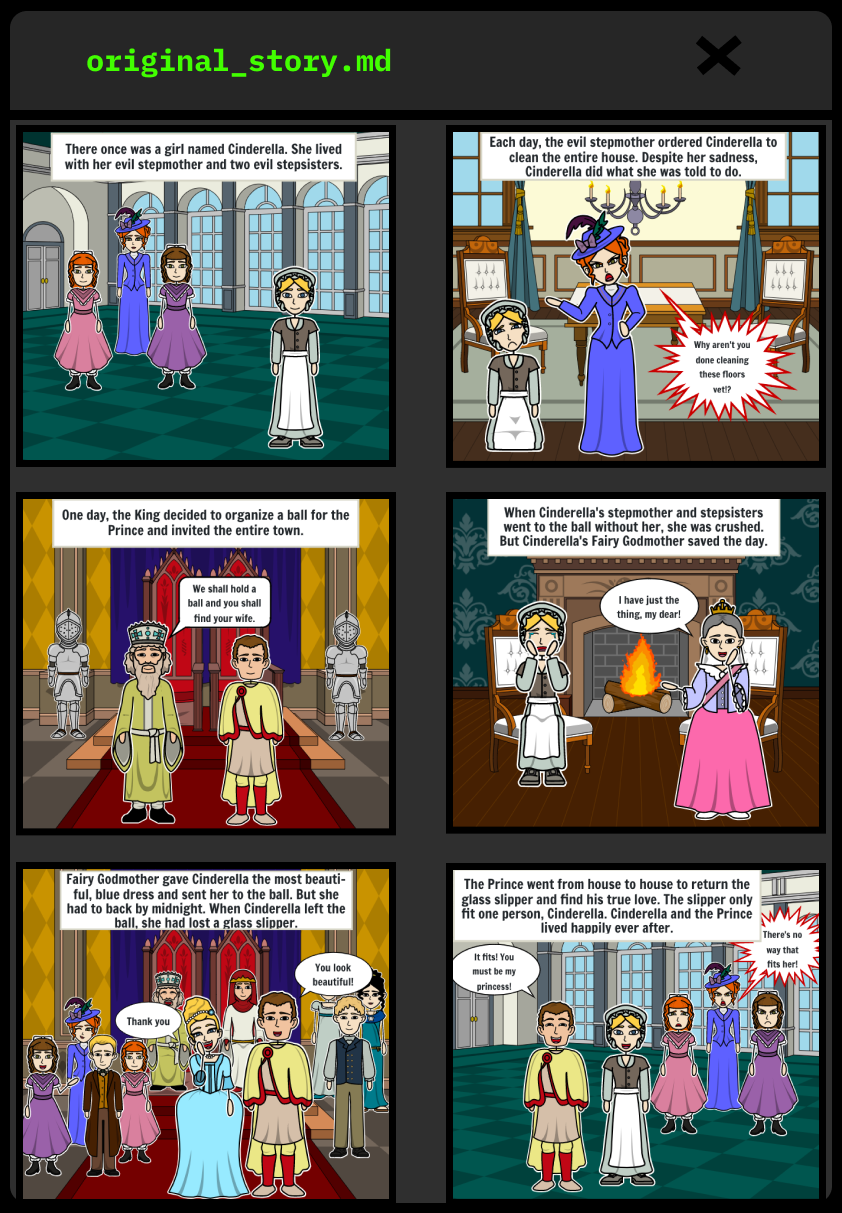 original_story.md
There once was a girl named Cinderella. She lived
with her evil stepmother and two evil stepsisters.
Each day, the evil stepmother ordered Cinderella to
clean the entire house. Despite her sadness,
Cinderella did what she was told to do.
Why aren't you
done cleaning
these floors
yet!?
One day, the King decided to organize a ball for the
Prince and invited the entire town.
We shall hold a
ball and you shall
find your wife.
When Cinderella's stepmother and stepsisters
went to the ball without her, she was crushed.
But Cinderella's Fairy Godmother saved the day.
I have just the
thing, my dear!
Fairy Godmother gave Cinderella the most beauti-
ful, blue dress and sent her to the ball. But she
had to back by midnight. When Cinderella left the
ball, she had lost a glass slipper.
You look
beautiful!
Thank you
The Prince went from house to house to return the
glass slipper and find his true love. The slipper only
fit one person, Cinderella. Cinderella and the Prince
lived happily ever after.
It fits! You
must be my
princess!
There's no
way that
fits her!